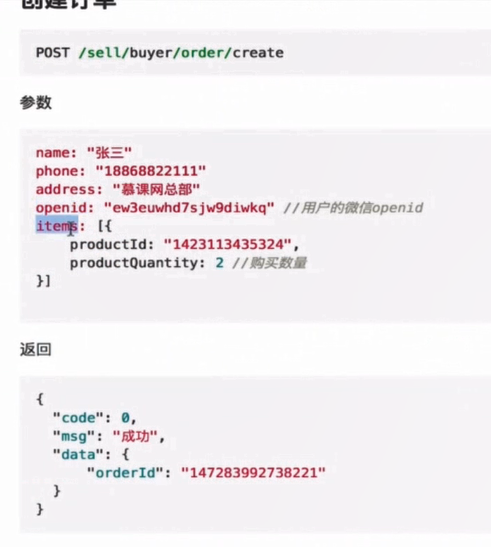 创建订单
POST /sell/buyer/order/create
参数
name: "张三"
phone: "18868822111"
address: "慕课网总部"
openid: "ew3euwhd7sjw9diwkq" //用户的微信openid
items: [{
productId: "1423113435324",
productQuantity: 2 //购买数量
}]
返回
{
"code": 0,
"msg": "成功",
"data": {
"orderId": "147283992738221"
}
}